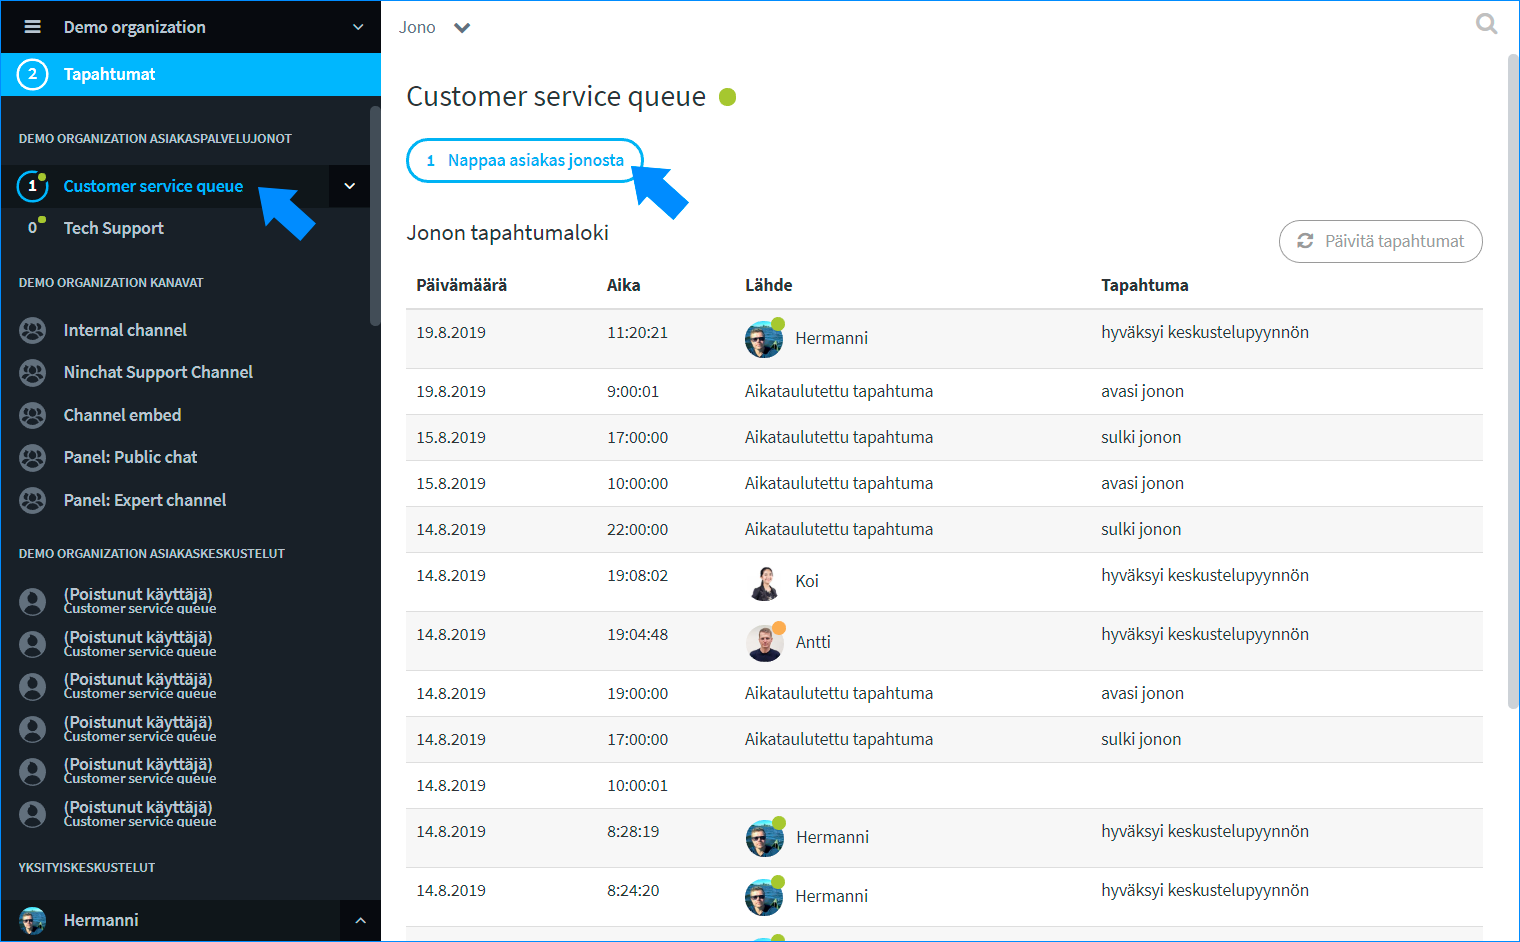 Demo organization
Jono
2 Tapahtumat
DEMO ORGANIZATION ASIAKASPALVELUJONOT
1 Customer service queue
0 Tech Support
DEMO ORGANIZATION KANAVAT
Internal channel
Ninchat Support Channel
Channel embed
Panel: Public chat
Panel: Expert channel
DEMO ORGANIZATION ASIAKASKESKUSTELUT
(Poistunut käyttäjä)
Customer service queue
(Poistunut käyttäjä)
Customer service queue
(Poistunut käyttäjä)
Customer service queue
(Poistunut käyttäjä)
Customer service queue
(Poistunut käyttäjä)
Customer service queue
(Poistunut käyttäjä)
Customer service queue
YKSITYISKESKUSTELUT
Hermanni
Customer service queue
1 Nappaa asiakas jonosta
Jonon tapahtumaloki
Päivitä tapahtumat
Päivämäärä Aika Lähde Tapahtuma
19.8.2019 11:20:21 Hermanni hyväksyi keskustelupyynnön
19.8.2019 9:00:01 Aikataulutettu tapahtuma avasi jonon
15.8.2019 17:00:00 Aikataulutettu tapahtuma sulki jonon
15.8.2019 10:00:00 Aikataulutettu tapahtuma avasi jonon
14.8.2019 22:00:00 Aikataulutettu tapahtuma sulki jonon
14.8.2019 19:08:02 Koi hyväksyi keskustelupyynnön
14.8.2019 19:04:48 Antti hyväksyi keskustelupyynnön
14.8.2019 19:00:00 Aikataulutettu tapahtuma avasi jonon
14.8.2019 17:00:00 Aikataulutettu tapahtuma sulki jonon
14.8.2019 10:00:01
14.8.2019 8:28:19 Hermanni hyväksyi keskustelupyynnön
14.8.2019 8:24:20 Hermanni hyväksyi keskustelupyynnön